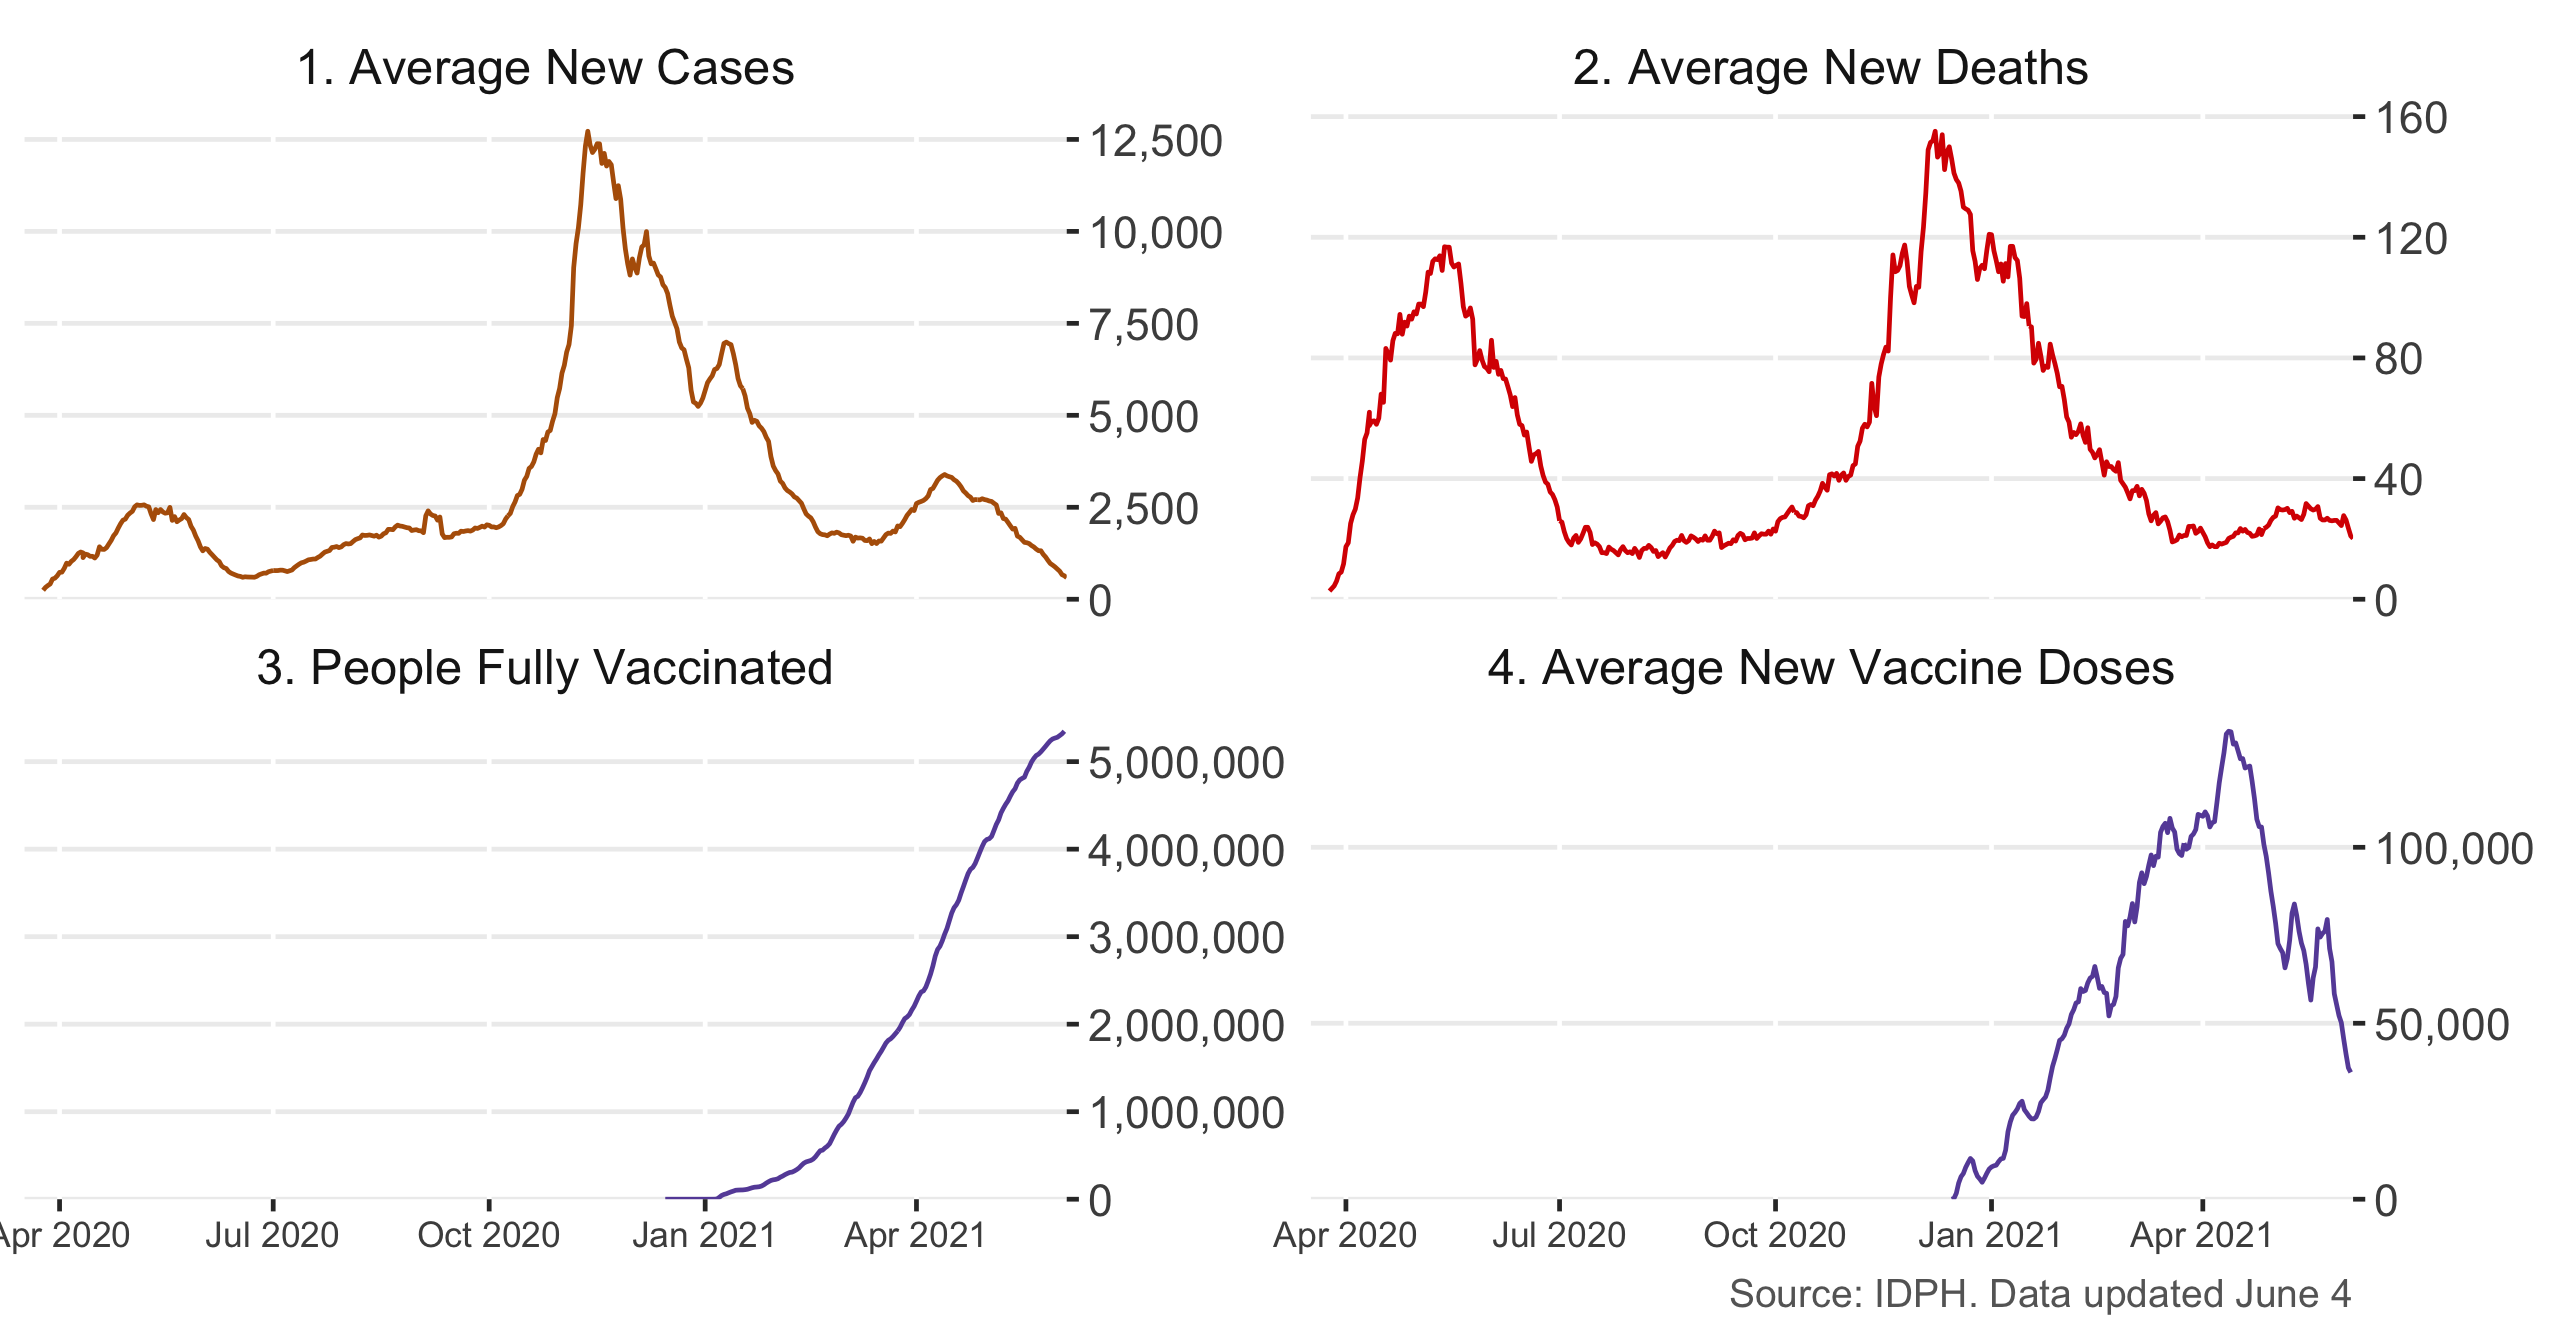 1. Average New Cases
12,500
10,000
7,500
5,000
2,500
0
2. Average New Deaths
160
120
80
40
0
3. People Fully Vaccinated
5,000,000
4,000,000
3,000,000
2,000,000
1,000,000
0
Apr 2020 Jul 2020 Oct 2020 Jan 2021 Apr 2021
4. Average New Vaccine Doses
100,000
50,000
0
Apr 2020 Jul 2020 Oct 2020 Jan 2021 Apr 2021
Source: IDPH. Data updated June 4